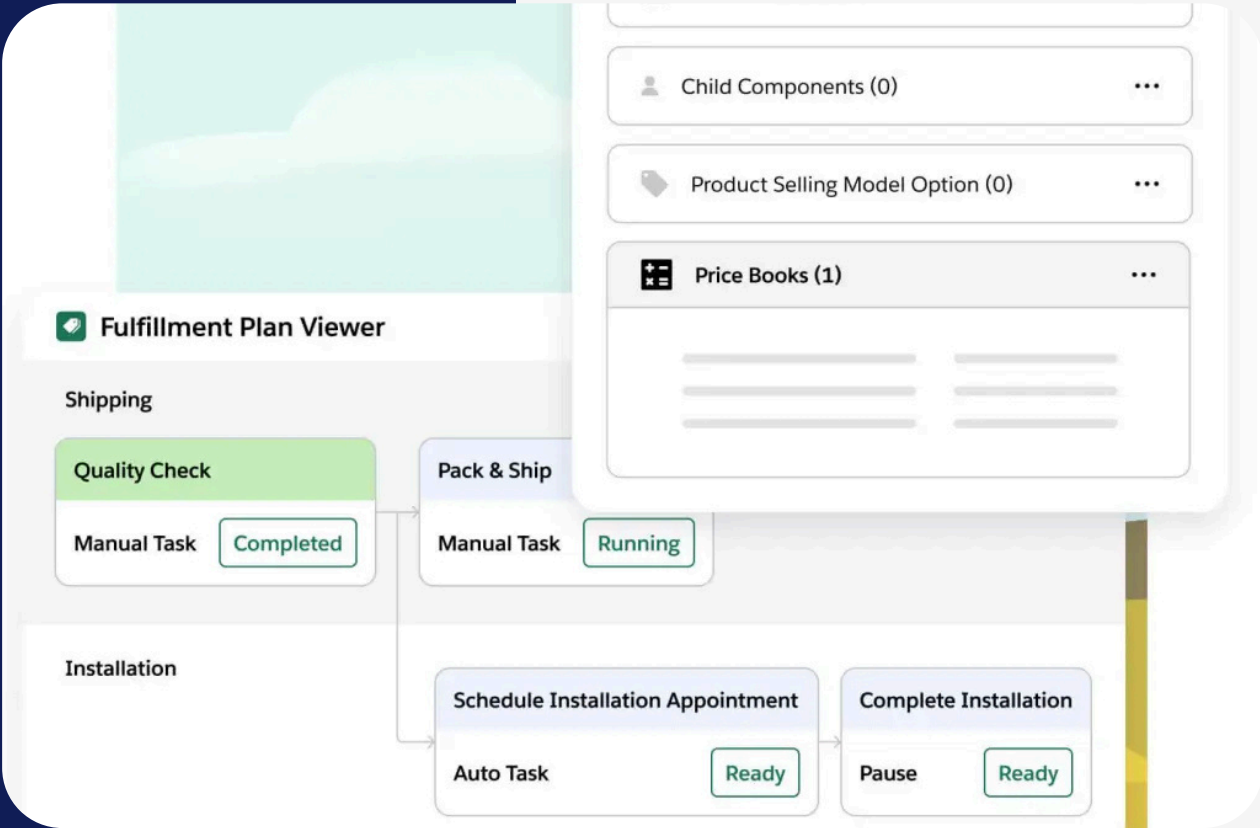 Child Components (0)
Product Selling Model Option (0)
Price Books (1)
Fulfillment Plan Viewer
Shipping
Quality Check
Manual Task Completed
Pack & Ship
Manual Task Running
Installation
Schedule Installation Appointment
Auto Task Ready
Complete Installation
Pause Ready